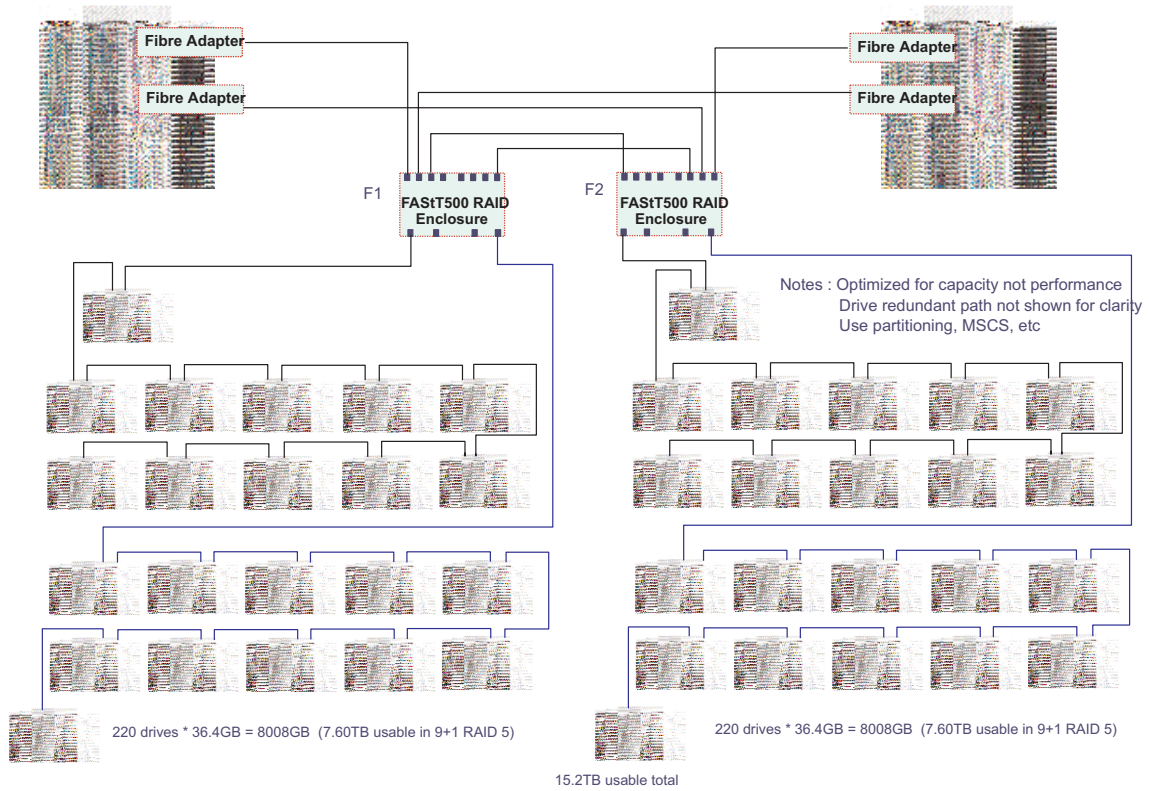 Fibre Adapter
Fibre Adapter
Fibre Adapter
Fibre Adapter
F1
FAStT500 RAID
Enclosure
F2
FAStT500 RAID
Enclosure
Notes : Optimized for capacity not performance
Drive redundant path not shown for clarity
Use partitioning, MSCS, etc
220 drives * 36.4GB = 8008GB (7.60TB usable in 9+1 RAID 5)
220 drives * 36.4GB = 8008GB (7.60TB usable in 9+1 RAID 5)
15.2TB usable total